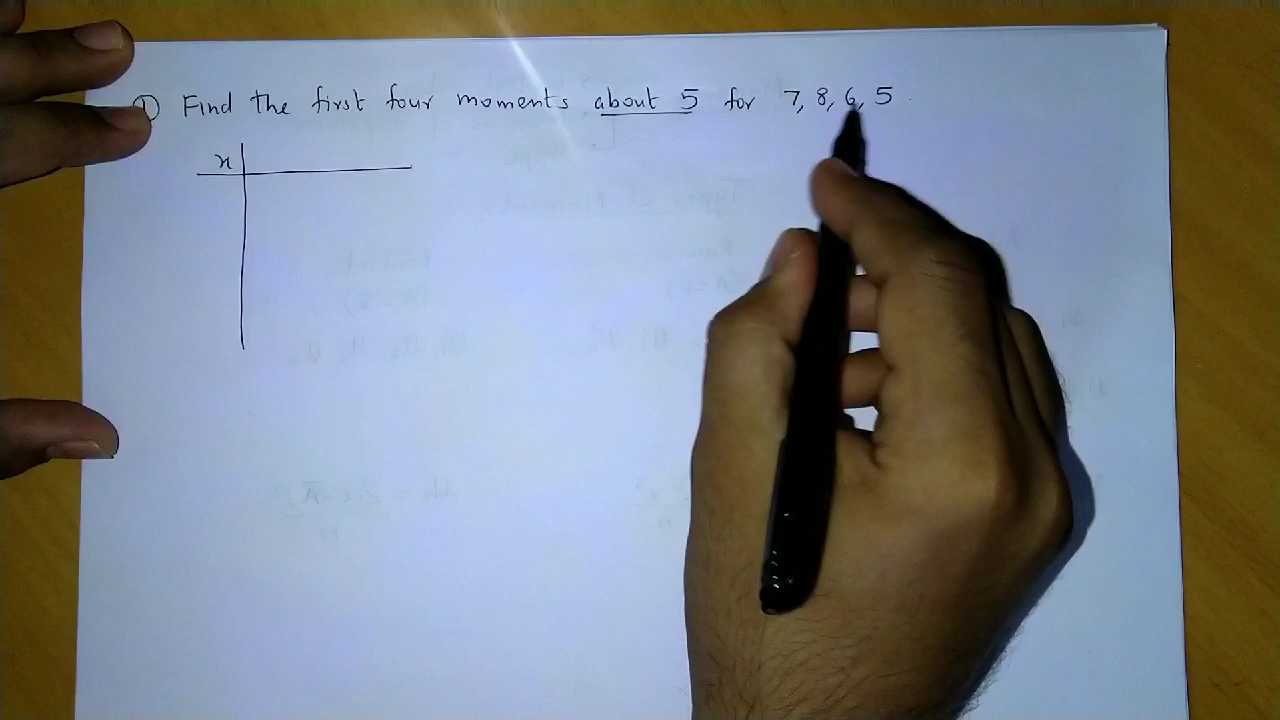 ① Find the first four moments about 5 for 7, 8, 6, 5.
x